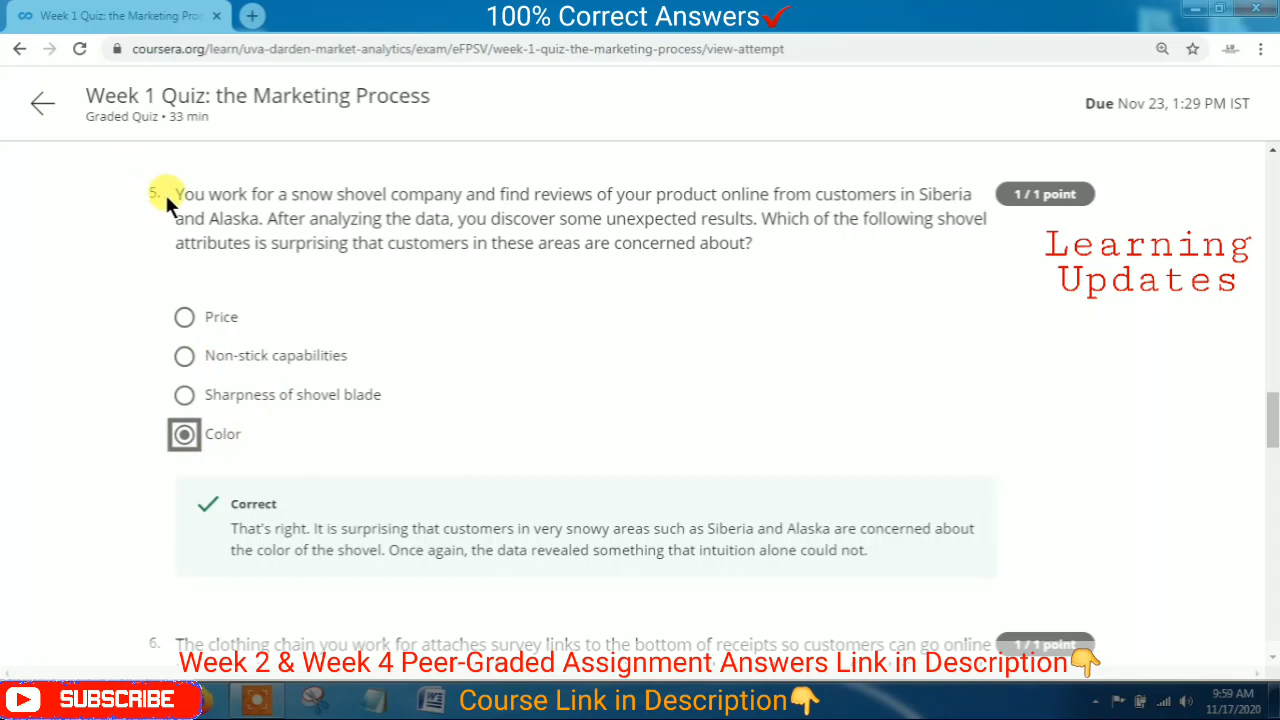 Week 1 Quiz: the Marketing Pro
100% Correct Answers
coursera.org/learn/uva-darden-market-analytics/exam/eFPSV/week-1-quiz-the-marketing-process/view-attempt
Week 1 Quiz: the Marketing Process
Graded Quiz • 33 min
Due Nov 23, 1:29 PM IST
5. You work for a snow shovel company and find reviews of your product online from customers in Siberia
and Alaska. After analyzing the data, you discover some unexpected results. Which of the following shovel
attributes is surprising that customers in these areas are concerned about?
1 / 1 point
Learning
Updates
Price
Non-stick capabilities
Sharpness of shovel blade
Color
Correct
That's right. It is surprising that customers in very snowy areas such as Siberia and Alaska are concerned about
the color of the shovel. Once again, the data revealed something that intuition alone could not.
6. The clothing chain you work for attaches survey links to the bottom of receipts so customers can go online
1 / 1 point
Week 2 & Week 4 Peer-Graded Assignment Answers Link in Description
SUBSCRIBE
Course Link in Description
9:59 AM
11/17/2020